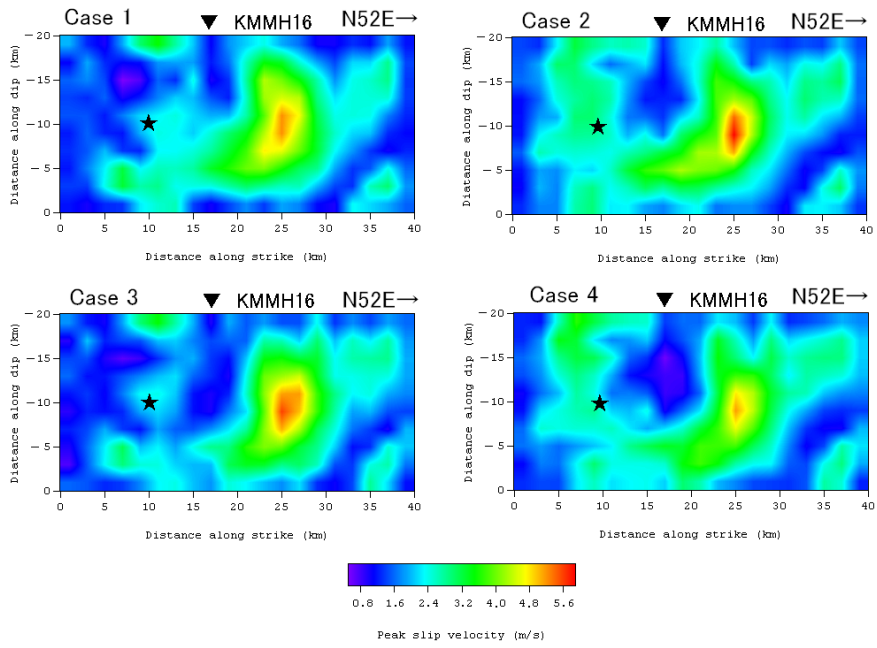 Case 1 ▼ KMMH16 N52E→
Diatance along dip (km)
−20
−15
−10
− 5
0
0 5 10 15 20 25 30 35 40
Distance along strike (km)
Case 2 ▼ KMMH16 N52E→
Diatance along dip (km)
−20
−15
−10
− 5
0
0 5 10 15 20 25 30 35 40
Distance along strike (km)
Case 3 ▼ KMMH16 N52E→
Diatance along dip (km)
−20
−15
−10
− 5
0
0 5 10 15 20 25 30 35 40
Distance along strike (km)
Case 4 ▼ KMMH16 N52E→
Diatance along dip (km)
−20
−15
−10
− 5
0
0 5 10 15 20 25 30 35 40
Distance along strike (km)
0.8 1.6 2.4 3.2 4.0 4.8 5.6
Peak slip velocity (m/s)